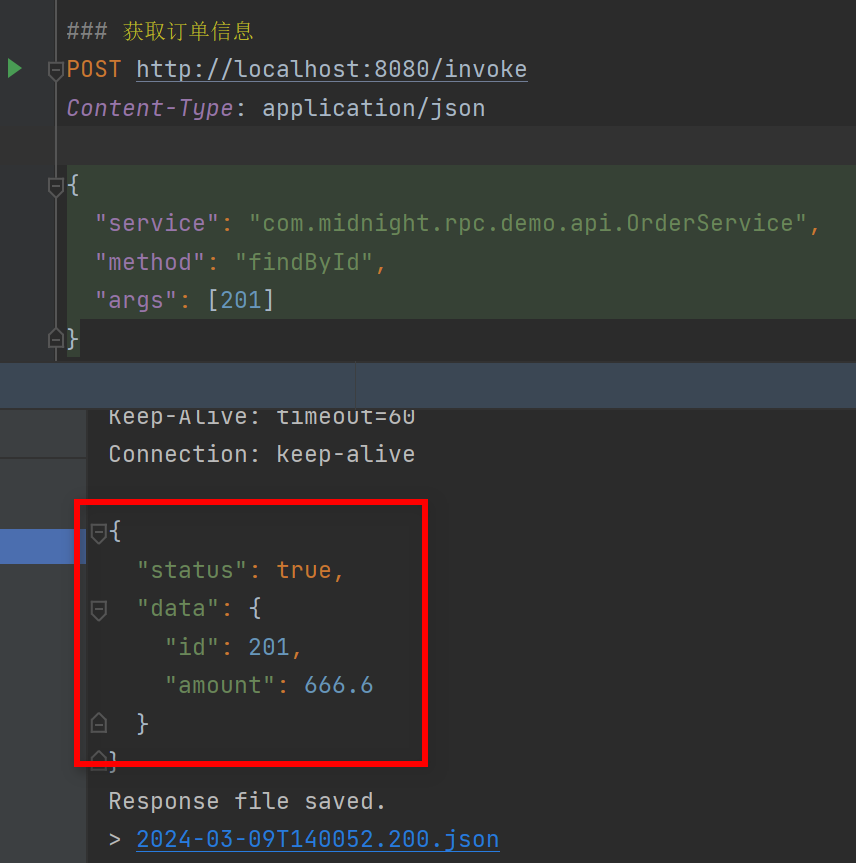 ### 获取订单信息
POST http://localhost:8080/invoke
Content-Type: application/json
{
"service": "com.midnight.rpc.demo.api.OrderService",
"method": "findById",
"args": [201]
}
Keep-Alive: timeout=60
Connection: keep-alive
{
"status": true,
"data": {
"id": 201,
"amount": 666.6
}
}
Response file saved.
> 2024-03-09T140052.200.json